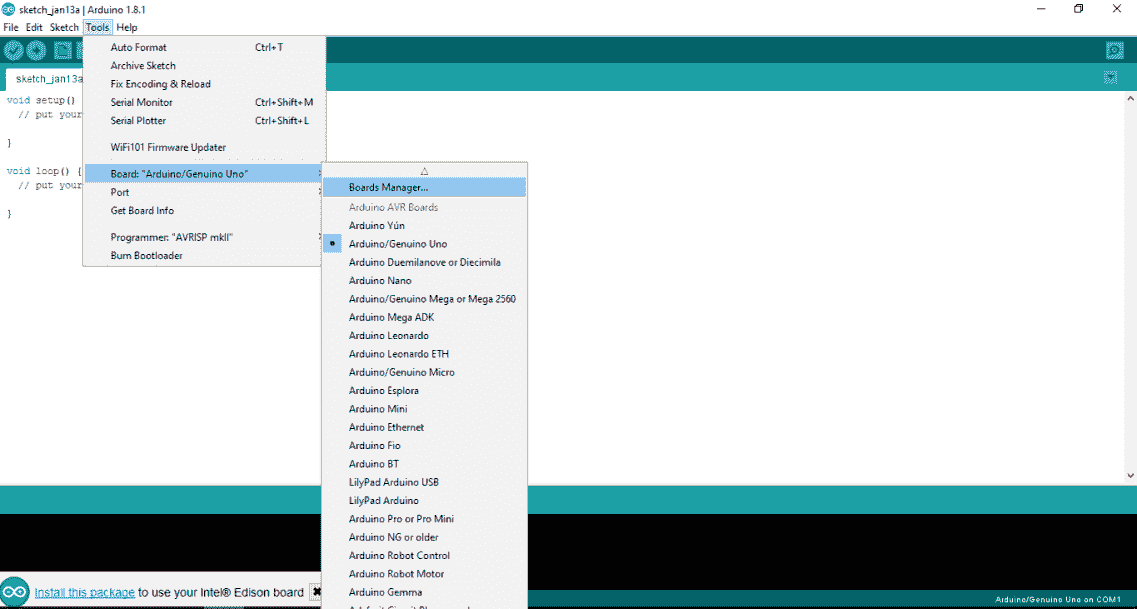 sketch_jan13a | Arduino 1.8.1
File Edit Sketch Tools Help
sketch_jan13a
void setup()
// put your
}
void loop() {
// put your
}
Auto Format Ctrl+T
Archive Sketch
Fix Encoding & Reload
Serial Monitor Ctrl+Shift+M
Serial Plotter Ctrl+Shift+L
WiFi101 Firmware Updater
Board: "Arduino/Genuino Uno"
Port
Get Board Info
Programmer: "AVRISP mkII"
Burn Bootloader
Boards Manager...
Arduino AVR Boards
Arduino Yún
Arduino/Genuino Uno
Arduino Duemilanove or Diecimila
Arduino Nano
Arduino/Genuino Mega or Mega 2560
Arduino Mega ADK
Arduino Leonardo
Arduino Leonardo ETH
Arduino/Genuino Micro
Arduino Esplora
Arduino Mini
Arduino Ethernet
Arduino Fio
Arduino BT
LilyPad Arduino USB
LilyPad Arduino
Arduino Pro or Pro Mini
Arduino NG or older
Arduino Robot Control
Arduino Robot Motor
Arduino Gemma
Install this package to use your Intel® Edison board
Arduino/Genuino Uno on COM1